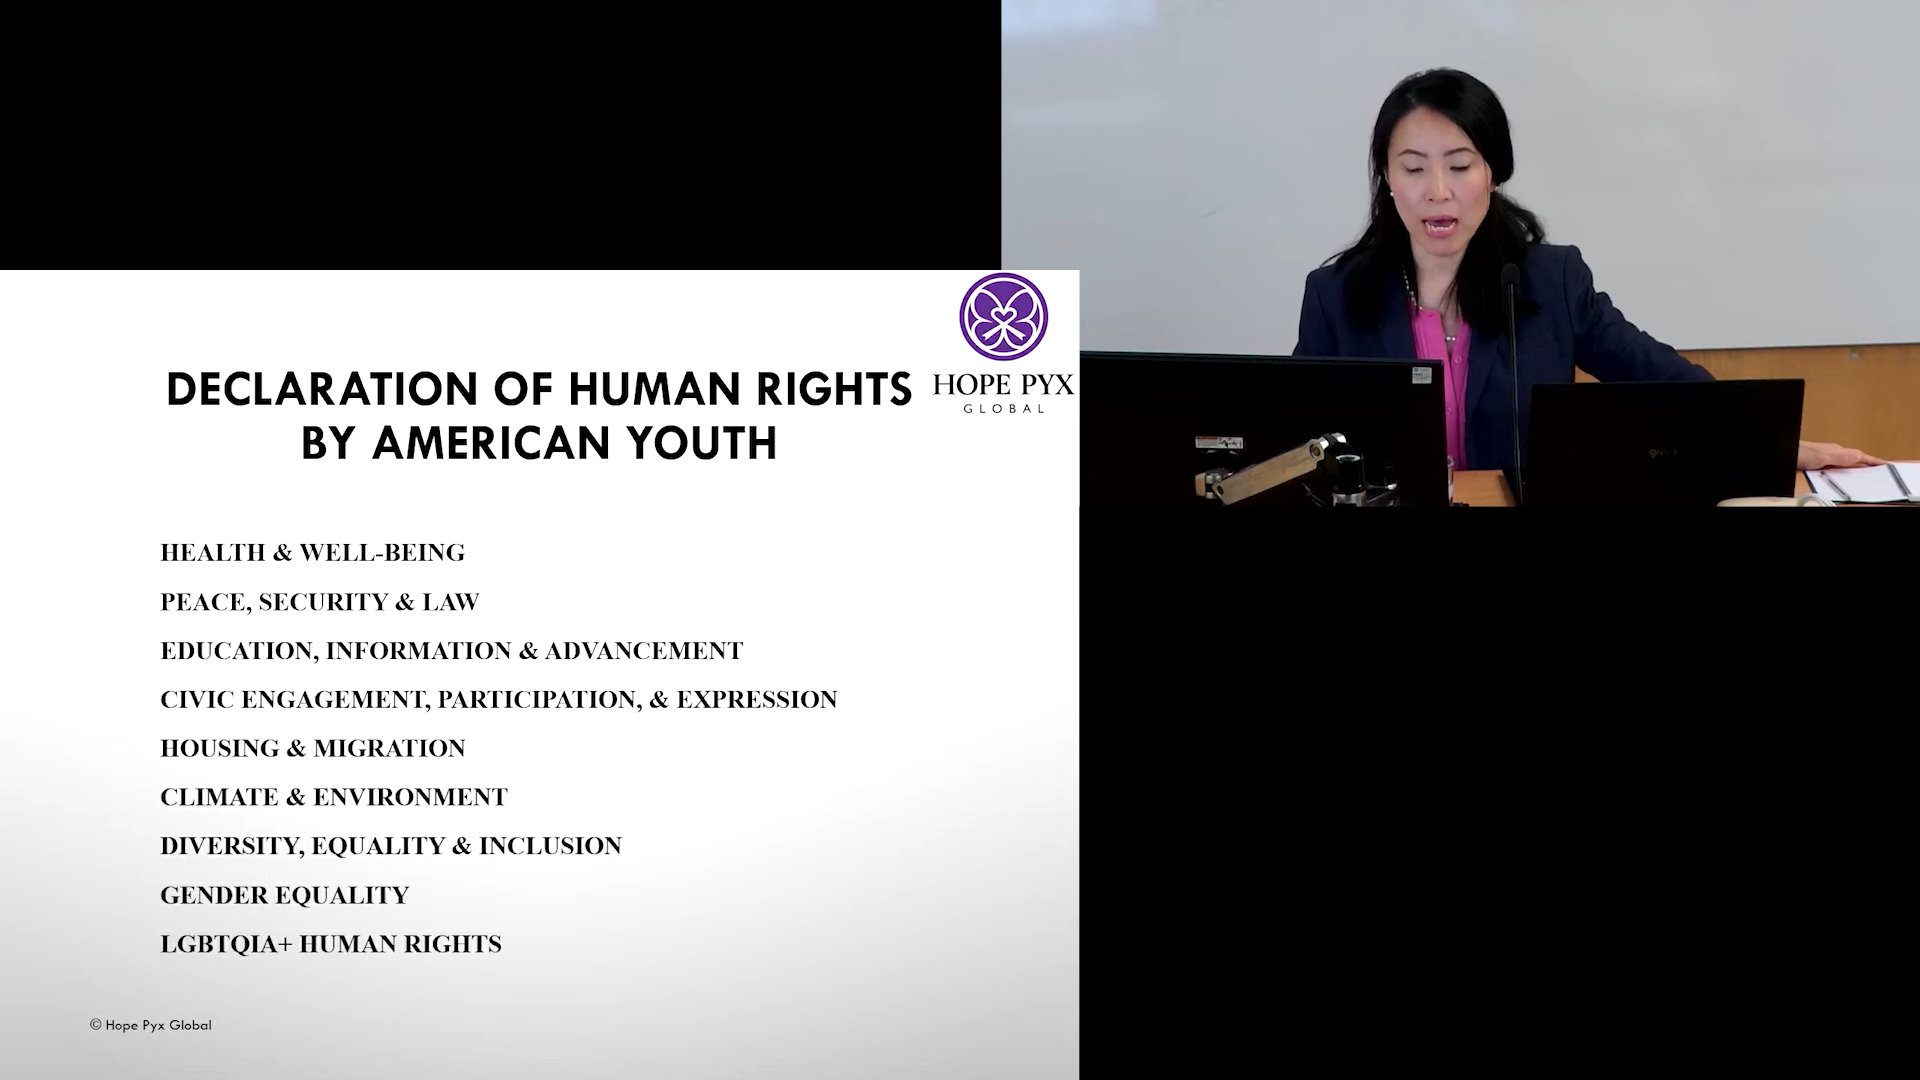 HOPE PYX
GLOBAL
DECLARATION OF HUMAN RIGHTS
BY AMERICAN YOUTH
HEALTH & WELL-BEING
PEACE, SECURITY & LAW
EDUCATION, INFORMATION & ADVANCEMENT
CIVIC ENGAGEMENT, PARTICIPATION, & EXPRESSION
HOUSING & MIGRATION
CLIMATE & ENVIRONMENT
DIVERSITY, EQUALITY & INCLUSION
GENDER EQUALITY
LGBTQIA+ HUMAN RIGHTS
© Hope Pyx Global
gram